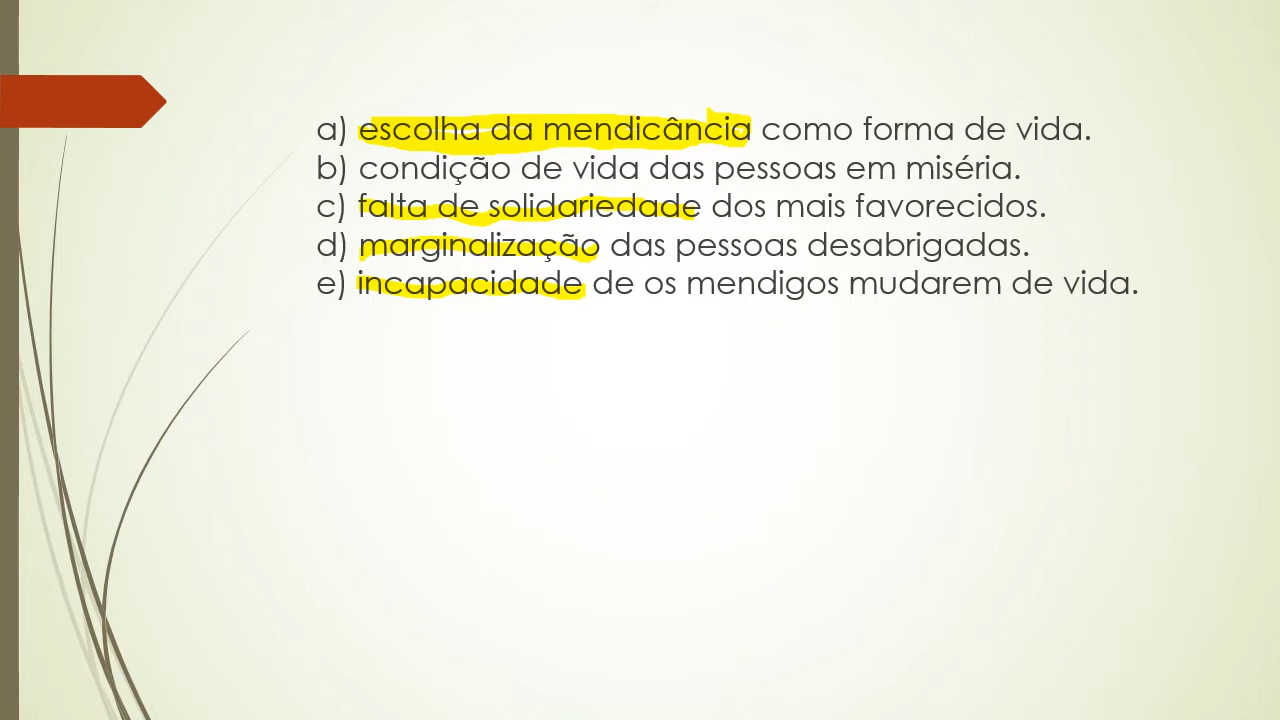 a) escolha da mendicância como forma de vida.
b) condição de vida das pessoas em miséria.
c) falta de solidariedade dos mais favorecidos.
d) marginalização das pessoas desabrigadas.
e) incapacidade de os mendigos mudarem de vida.